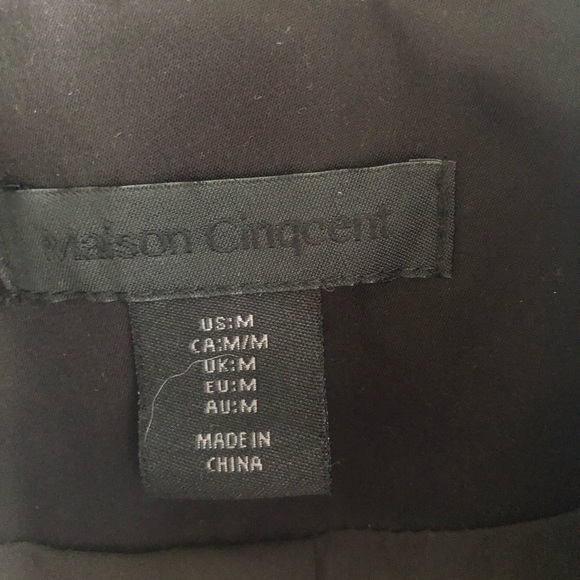 Maison Cinqcent
US:M
CA:M/M
UK:M
EU:M
AU:M
MADE IN
CHINA